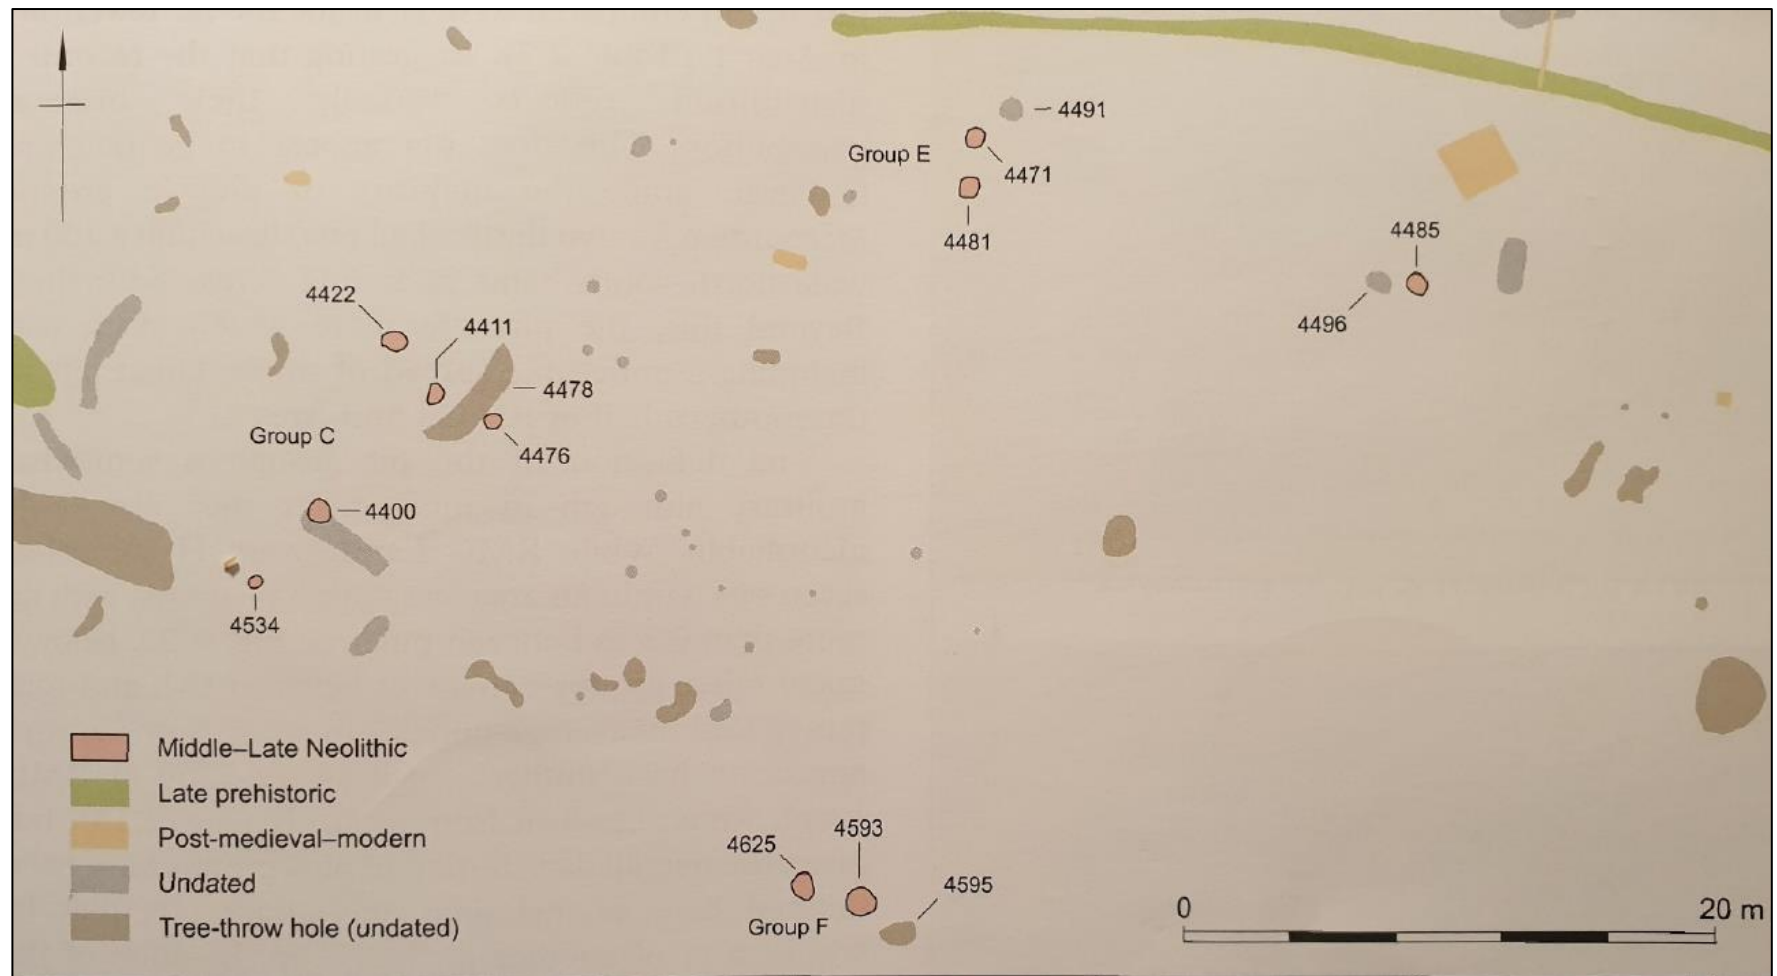 4491
Group E
4471
4481
4485
4496
4422
4411
4478
Group C
4476
4400
4534
Middle–Late Neolithic
Late prehistoric
Post-medieval–modern
Undated
Tree-throw hole (undated)
4593
4625
4595
Group F
0
20 m